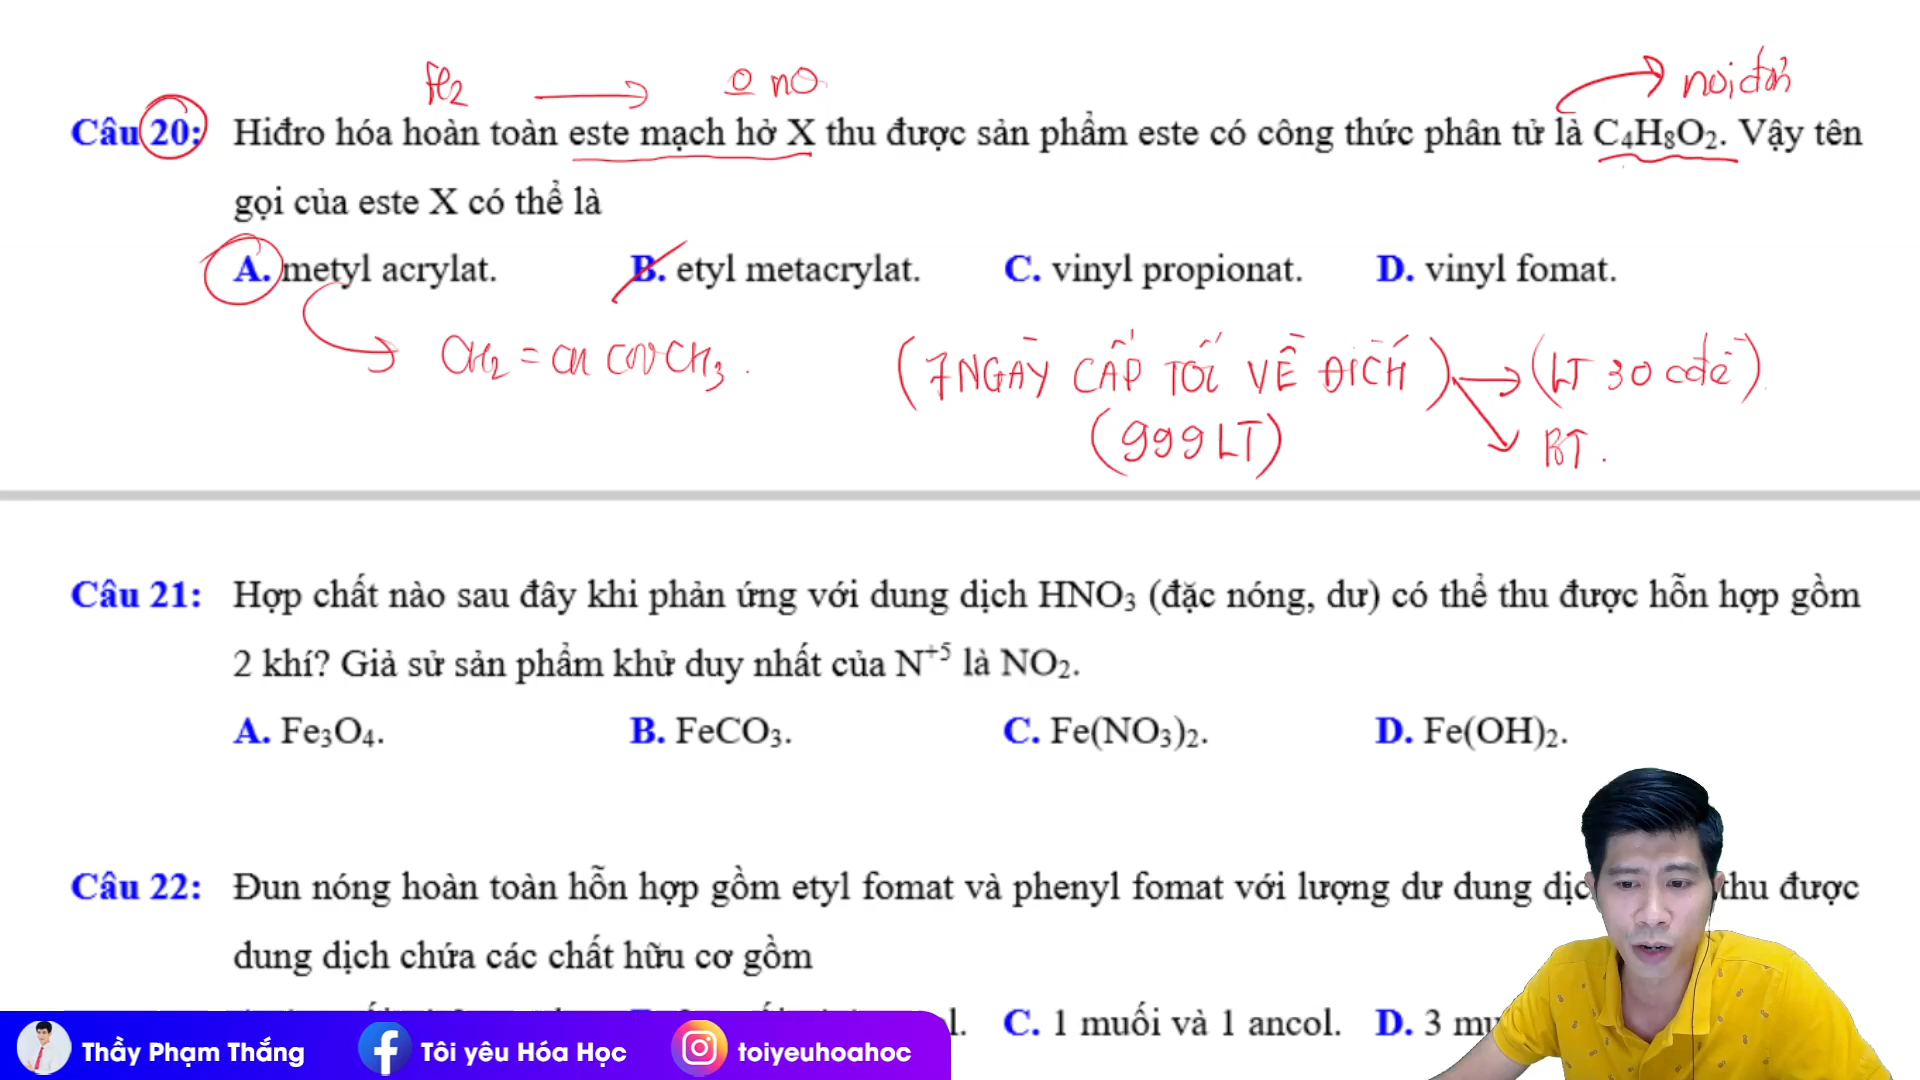 He₂ → 0 no
nối đơn
Câu 20: Hiđro hóa hoàn toàn este mạch hở X thu được sản phẩm este có công thức phân tử là C₄H₈O₂. Vậy tên
gọi của este X có thể là
A. metyl acrylat. B. etyl metacrylat. C. vinyl propionat. D. vinyl fomat.
CH₂ = CH COOCH₃.
(7 NGÀY CẤP TỐC VỀ ĐÍCH) → (LT 30 cđề)
(999 LT)
BT.
Câu 21: Hợp chất nào sau đây khi phản ứng với dung dịch HNO₃ (đặc nóng, dư) có thể thu được hỗn hợp gồm
2 khí? Giả sử sản phẩm khử duy nhất của N⁺⁵ là NO₂.
A. Fe₃O₄. B. FeCO₃. C. Fe(NO₃)₂. D. Fe(OH)₂.
Câu 22: Đun nóng hoàn toàn hỗn hợp gồm etyl fomat và phenyl fomat với lượng dư dung thu được
dung dịch chứa các chất hữu cơ gồm
C. 1 muối và 1 ancol. D. 3
Thầy Phạm Thắng Tôi yêu Hóa Học toiyeuhoahoc